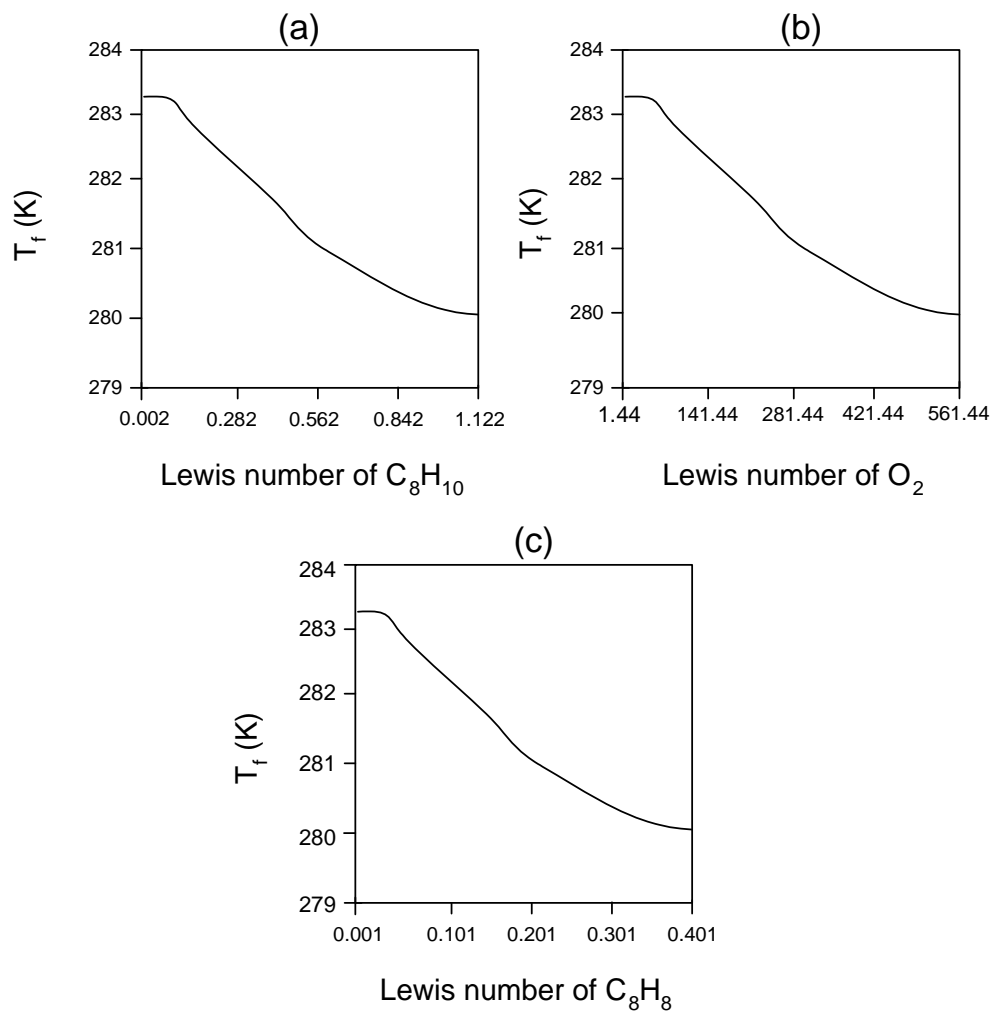 (a)
284
283
282
281
280
279
T_f (K)
0.002 0.282 0.562 0.842 1.122
Lewis number of C_8H_10
(b)
284
283
282
281
280
279
T_f (K)
1.44 141.44 281.44 421.44 561.44
Lewis number of O_2
(c)
284
283
282
281
280
279
T_f (K)
0.001 0.101 0.201 0.301 0.401
Lewis number of C_8H_8